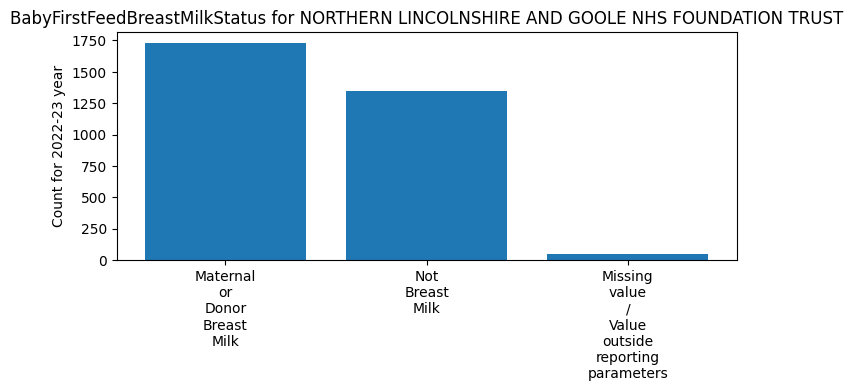 BabyFirstFeedBreastMilkStatus for NORTHERN LINCOLNSHIRE AND GOOLE NHS FOUNDATION TRUST
Count for 2022-23 year
1750
1500
1250
1000
750
500
250
0
Maternal
or
Donor
Breast
Milk
Not
Breast
Milk
Missing
value
/
Value
outside
reporting
parameters